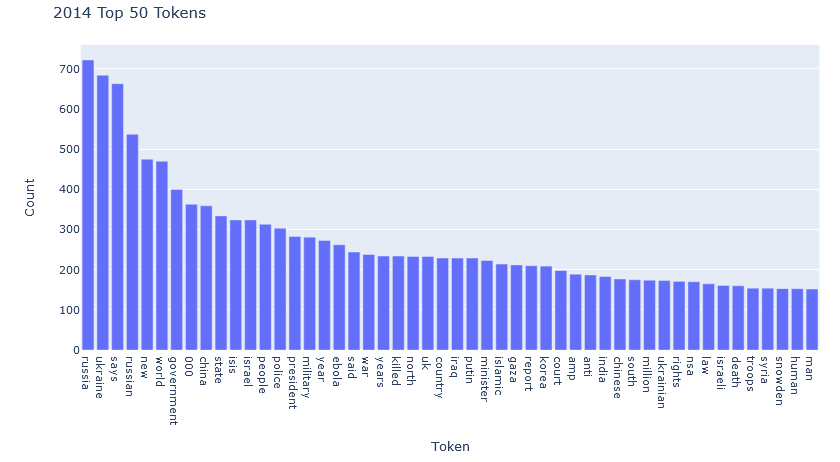 2014 Top 50 Tokens
700
600
500
400
300
200
100
0
Count
russia
ukraine
says
russian
new
world
government
000
china
state
isis
israel
people
police
president
military
year
ebola
said
war
years
killed
north
uk
country
iraq
putin
minister
islamic
gaza
report
korea
court
amp
anti
india
chinese
south
million
ukrainian
rights
nsa
law
israeli
death
troops
syria
snowden
human
man
Token